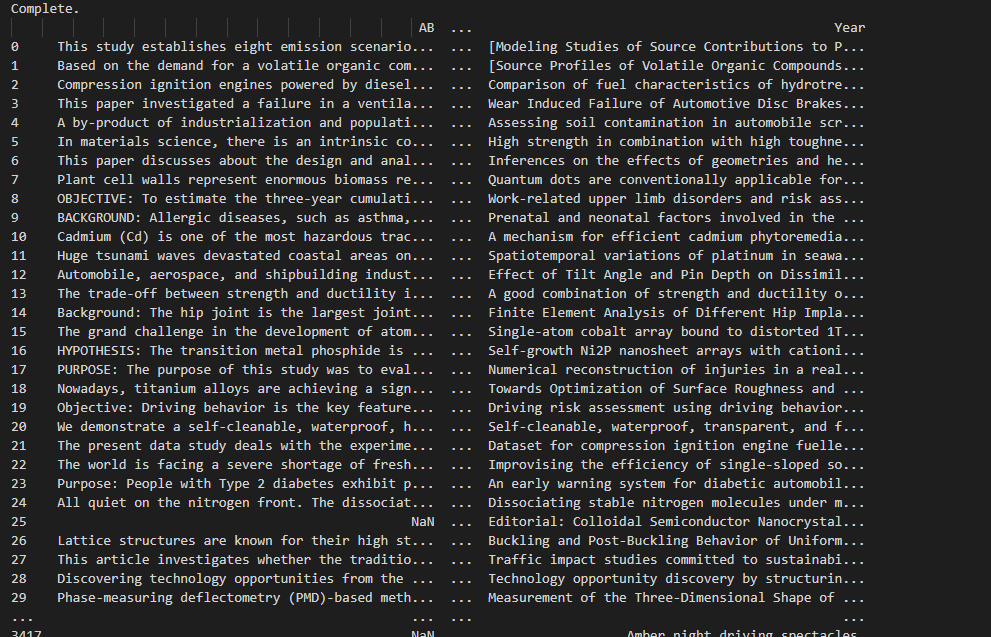 Complete.
AB ... Year
0 This study establishes eight emission scenario... ... [Modeling Studies of Source Contributions to P...
1 Based on the demand for a volatile organic com... ... [Source Profiles of Volatile Organic Compounds...
2 Compression ignition engines powered by diesel... ... Comparison of fuel characteristics of hydrotre...
3 This paper investigated a failure in a ventila... ... Wear Induced Failure of Automotive Disc Brakes...
4 A by-product of industrialization and populati... ... Assessing soil contamination in automobile scr...
5 In materials science, there is an intrinsic co... ... High strength in combination with high toughne...
6 This paper discusses about the design and anal... ... Inferences on the effects of geometries and he...
7 Plant cell walls represent enormous biomass re... ... Quantum dots are conventionally applicable for...
8 OBJECTIVE: To estimate the three-year cumulati... ... Work-related upper limb disorders and risk ass...
9 BACKGROUND: Allergic diseases, such as asthma,... ... Prenatal and neonatal factors involved in the ...
10 Cadmium (Cd) is one of the most hazardous trac... ... A mechanism for efficient cadmium phytoremedia...
11 Huge tsunami waves devastated coastal areas on... ... Spatiotemporal variations of platinum in seawa...
12 Automobile, aerospace, and shipbuilding indust... ... Effect of Tilt Angle and Pin Depth on Dissimil...
13 The trade-off between strength and ductility i... ... A good combination of strength and ductility o...
14 Background: The hip joint is the largest joint... ... Finite Element Analysis of Different Hip Impla...
15 The grand challenge in the development of atom... ... Single-atom cobalt array bound to distorted 1T...
16 HYPOTHESIS: The transition metal phosphide is ... ... Self-growth Ni2P nanosheet arrays with cationi...
17 PURPOSE: The purpose of this study was to eval... ... Numerical reconstruction of injuries in a real...
18 Nowadays, titanium alloys are achieving a sign... ... Towards Optimization of Surface Roughness and ...
19 Objective: Driving behavior is the key feature... ... Driving risk assessment using driving behavior...
20 We demonstrate a self-cleanable, waterproof, h... ... Self-cleanable, waterproof, transparent, and f...
21 The present data study deals with the experime... ... Dataset for compression ignition engine fuelle...
22 The world is facing a severe shortage of fresh... ... Improvising the efficiency of single-sloped so...
23 Purpose: People with Type 2 diabetes exhibit p... ... An early warning system for diabetic automobil...
24 All quiet on the nitrogen front. The dissociat... ... Dissociating stable nitrogen molecules under m...
25 NaN ... Editorial: Colloidal Semiconductor Nanocrystal...
26 Lattice structures are known for their high st... ... Buckling and Post-Buckling Behavior of Uniform...
27 This article investigates whether the traditio... ... Traffic impact studies committed to sustainabi...
28 Discovering technology opportunities from the ... ... Technology opportunity discovery by structurin...
29 Phase-measuring deflectometry (PMD)-based meth... ... Measurement of the Three-Dimensional Shape of ...
... ... ... ...
3417 NaN ... Amber night driving spectacles.